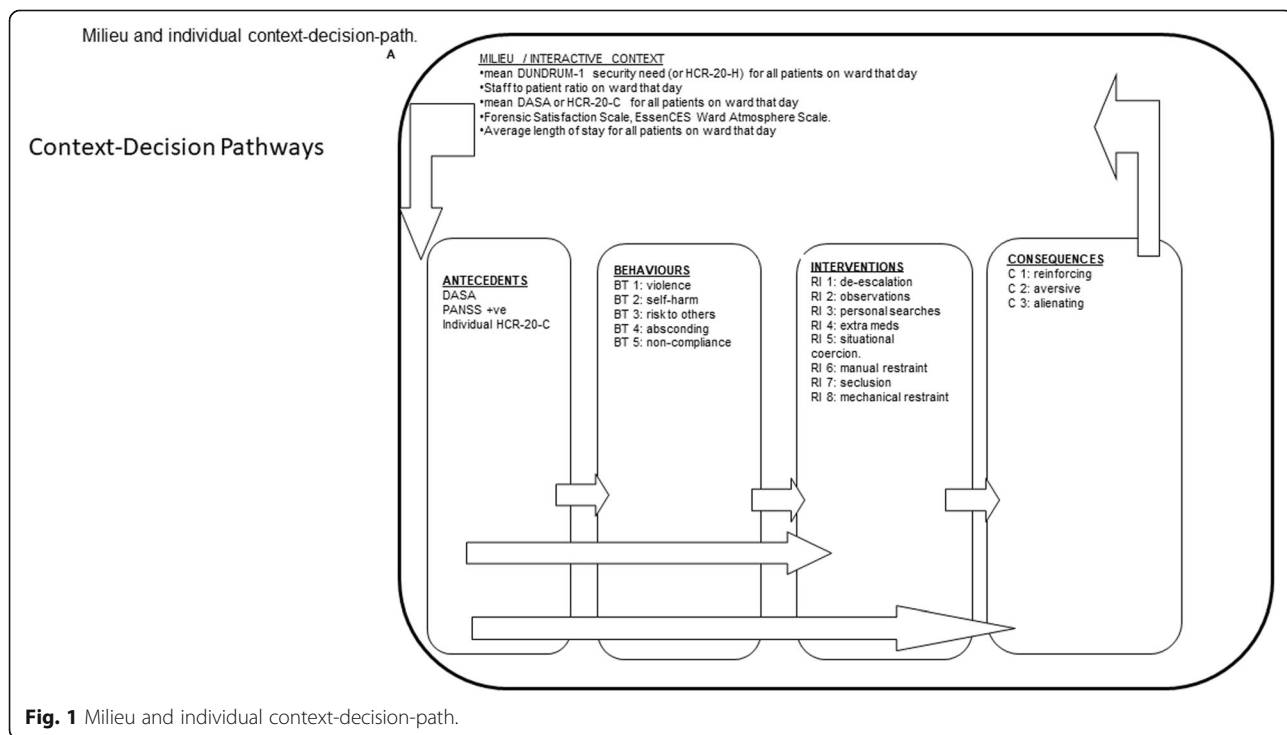 Milieu and individual context-decision-path.
A
Context-Decision Pathways
MILIEU / INTERACTIVE CONTEXT
•mean DUNDRUM-1 security need (or HCR-20-H) for all patients on ward that day
•Staff to patient ratio on ward that day
•mean DASA or HCR-20-C for all patients on ward that day
•Forensic Satisfaction Scale, EssenCES Ward Atmosphere Scale.
•Average length of stay for all patients on ward that day
ANTECEDENTS
DASA
PANSS +ve
Individual HCR-20-C
BEHAVIOURS
BT 1: violence
BT 2: self-harm
BT 3: risk to others
BT 4: absconding
BT 5: non-compliance
INTERVENTIONS
RI 1: de-escalation
RI 2: observations
RI 3: personal searches
RI 4: extra meds
RI 5: situational
coercion.
RI 6: manual restraint
RI 7: seclusion
RI 8: mechanical restraint
CONSEQUENCES
C 1: reinforcing
C 2: aversive
C 3: alienating
Fig. 1 Milieu and individual context-decision-path.